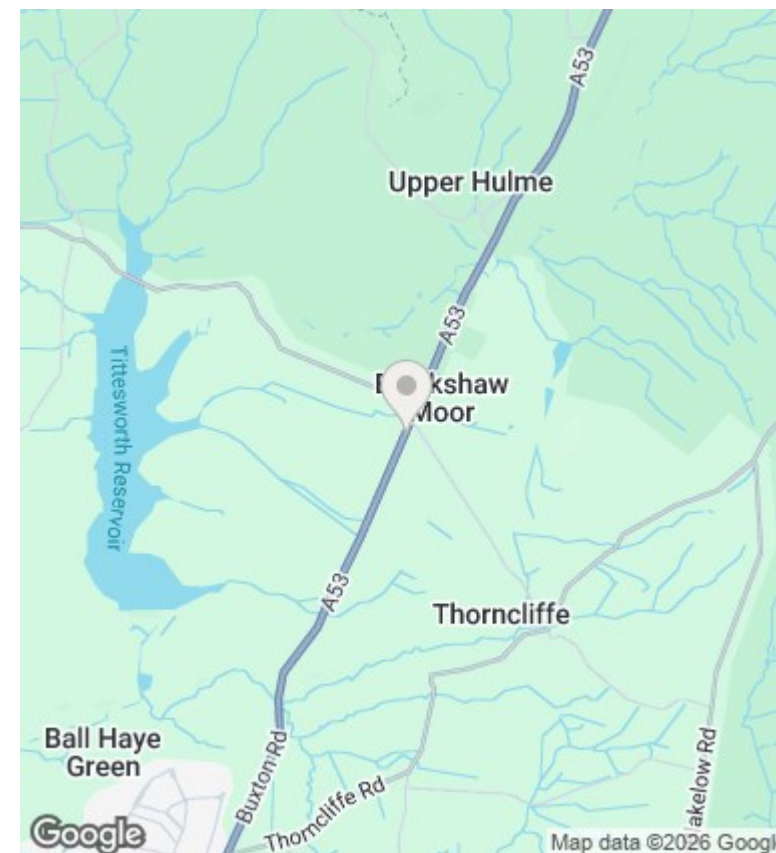 A53
Upper Hulme
A53
Moor
Tittesworth Reservoir
A53
Thorncliffe
Ball Haye
Green
Buxton Rd
Thorncliffe Rd
akelow Rd
Google
Map data ©2026 Googl